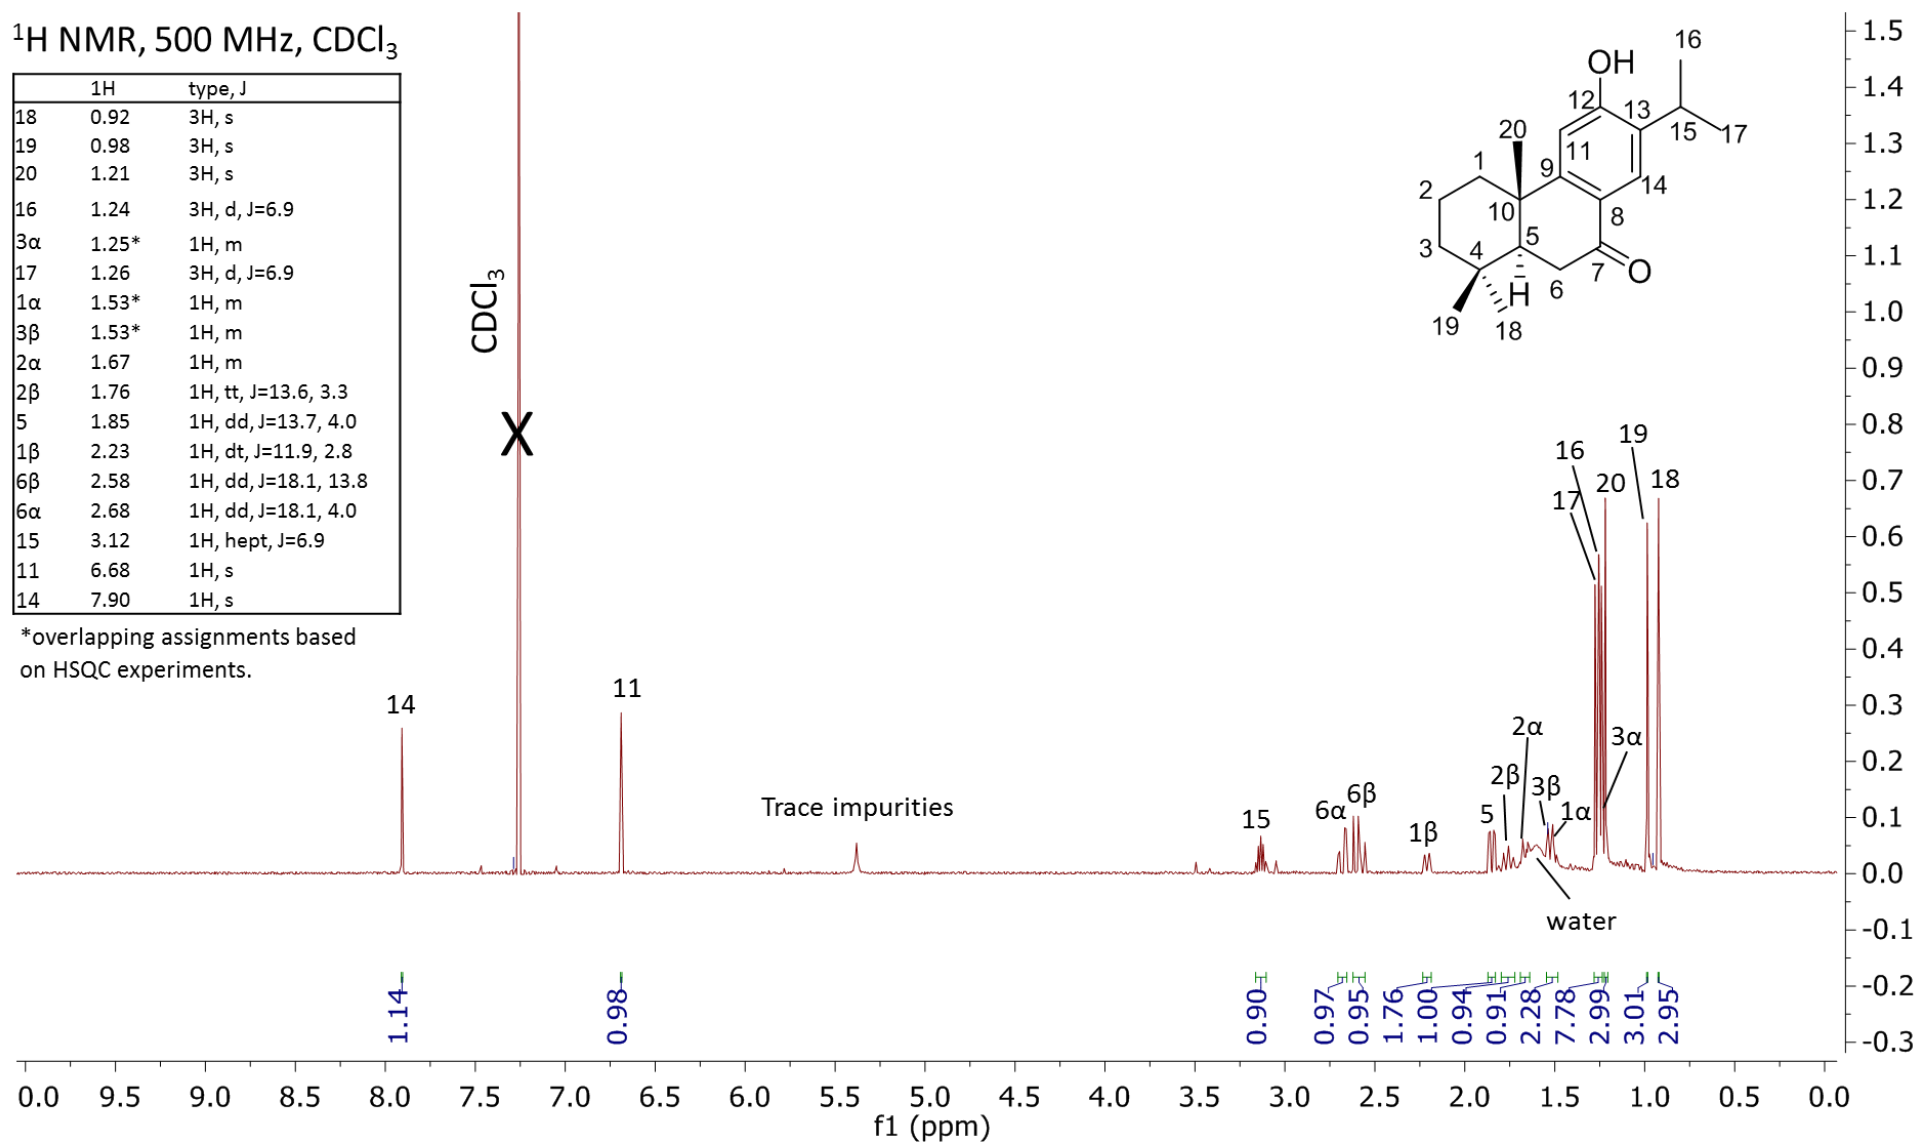 ¹H NMR, 500 MHz, CDCl₃
1H type, J
18 0.92 3H, s
19 0.98 3H, s
20 1.21 3H, s
16 1.24 3H, d, J=6.9
3α 1.25* 1H, m
17 1.26 3H, d, J=6.9
1α 1.53* 1H, m
3β 1.53* 1H, m
2α 1.67 1H, m
2β 1.76 1H, tt, J=13.6, 3.3
5 1.85 1H, dd, J=13.7, 4.0
1β 2.23 1H, dt, J=11.9, 2.8
6β 2.58 1H, dd, J=18.1, 13.8
6α 2.68 1H, dd, J=18.1, 4.0
15 3.12 1H, hept, J=6.9
11 6.68 1H, s
14 7.90 1H, s
*overlapping assignments based
on HSQC experiments.
CDCl₃
X
16
OH
12
13
20
15
17
11
1
9
14
2
10
8
5
3
4
7
O
H
6
19
18
14
11
Trace impurities
15
6α
6β
1β
5
2β
2α
3β
1α
water
17
16
20
3α
19
18
1.5
1.4
1.3
1.2
1.1
1.0
0.9
0.8
0.7
0.6
0.5
0.4
0.3
0.2
0.1
0.0
-0.1
-0.2
-0.3
1.14
0.98
0.90
0.97
0.95
1.76
1.00
0.94
0.91
2.28
7.78
2.99
3.01
2.95
0.0 9.5 9.0 8.5 8.0 7.5 7.0 6.5 6.0 5.5 5.0 4.5 4.0 3.5 3.0 2.5 2.0 1.5 1.0 0.5 0.0
f1 (ppm)